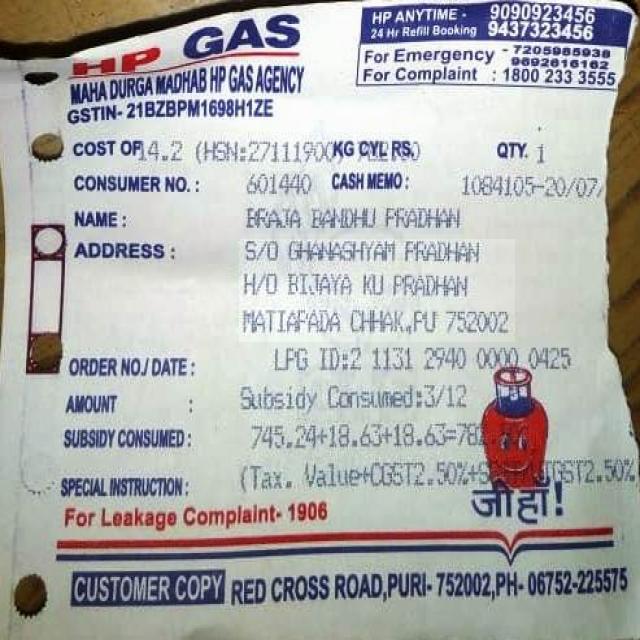 HP GAS
HP ANYTIME - 9090923456
24 Hr Refill Booking 9437323456
For Emergency - 7205985938
9692616162
For Complaint : 1800 233 3555
MAHA DURGA MADHAB HP GAS AGENCY
GSTIN- 21BZBPM1698H1ZE
COST OF 14.2 (HSN:27111900) KG CYL RS. QTY. 1
CONSUMER NO. : 601440 CASH MEMO : 1084105-20/07/
NAME : BRAJA BANDHU PRADHAN
ADDRESS : S/O GHANASHYAM PRADHAN
H/O BIJAYA KU PRADHAN
MATIAPADA CHHAK,PU 752002
ORDER NO./ DATE : LPG ID:2 1131 2940 0000 0425
AMOUNT : Subsidy Consumed:3/12
SUBSIDY CONSUMED : 745.24+18.63+18.63=78
SPECIAL INSTRUCTION : (Tax. Value+CGST2.50%+ 2.50%
जी हाँ!
For Leakage Complaint- 1906
CUSTOMER COPY RED CROSS ROAD,PURI- 752002,PH- 06752-225575